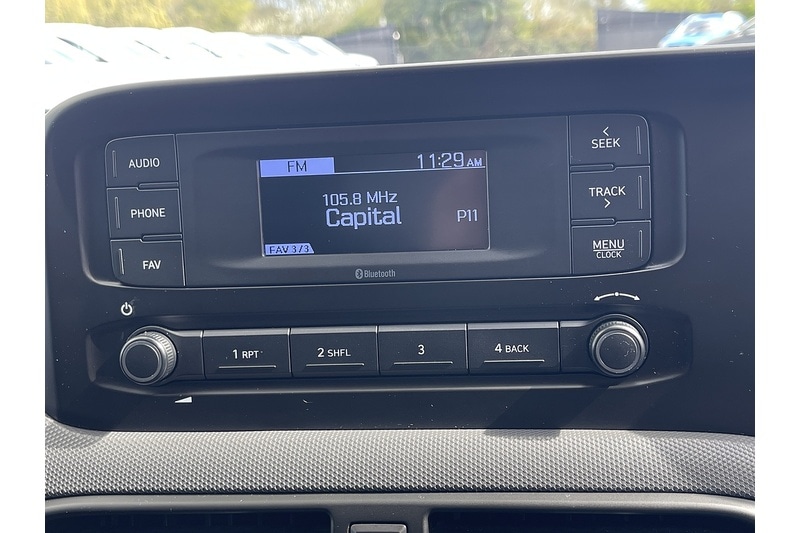 AUDIO
PHONE
FAV
FM 11:29 AM
105.8 MHz
Capital P11
FAV 3/3
Bluetooth
< SEEK
TRACK >
MENU
CLOCK
1 RPT
2 SHFL
3
4 BACK